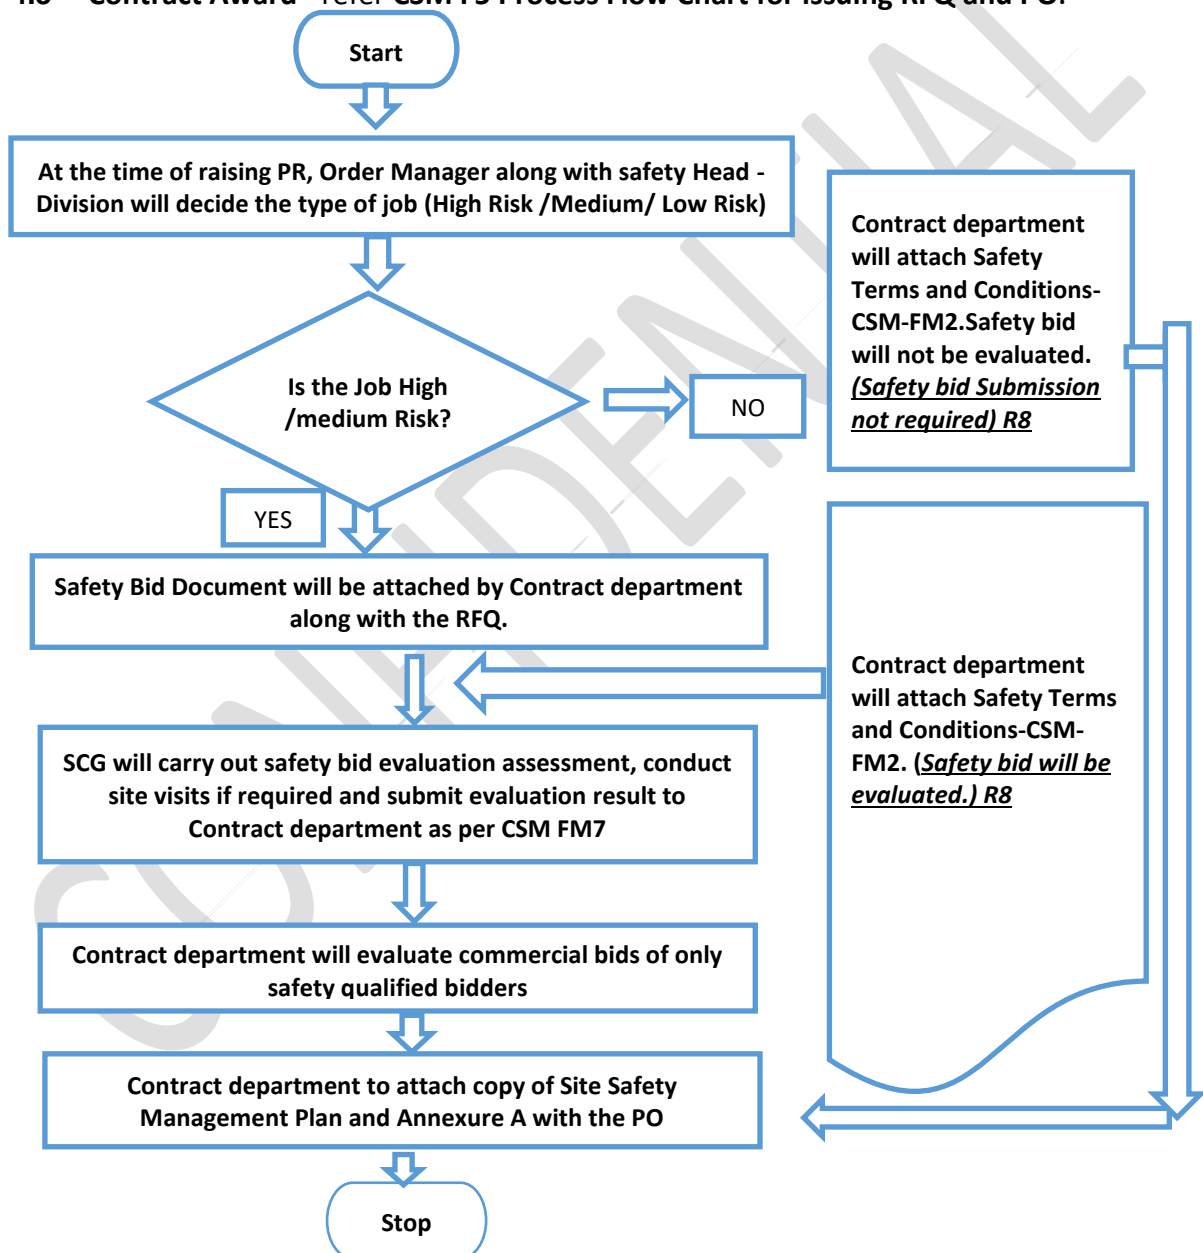 Start
At the time of raising PR, Order Manager along with safety Head -
Division will decide the type of job (High Risk /Medium/ Low Risk)
Contract department
will attach Safety
Terms and Conditions-
CSM-FM2.Safety bid
will not be evaluated.
(Safety bid Submission
not required) R8
Is the Job High
/medium Risk?
NO
YES
Safety Bid Document will be attached by Contract department
along with the RFQ.
Contract department
will attach Safety Terms
and Conditions-CSM-
FM2. (Safety bid will be
evaluated.) R8
SCG will carry out safety bid evaluation assessment, conduct
site visits if required and submit evaluation result to
Contract department as per CSM FM7
Contract department will evaluate commercial bids of only
safety qualified bidders
Contract department to attach copy of Site Safety
Management Plan and Annexure A with the PO
Stop
CONFIDENTIAL